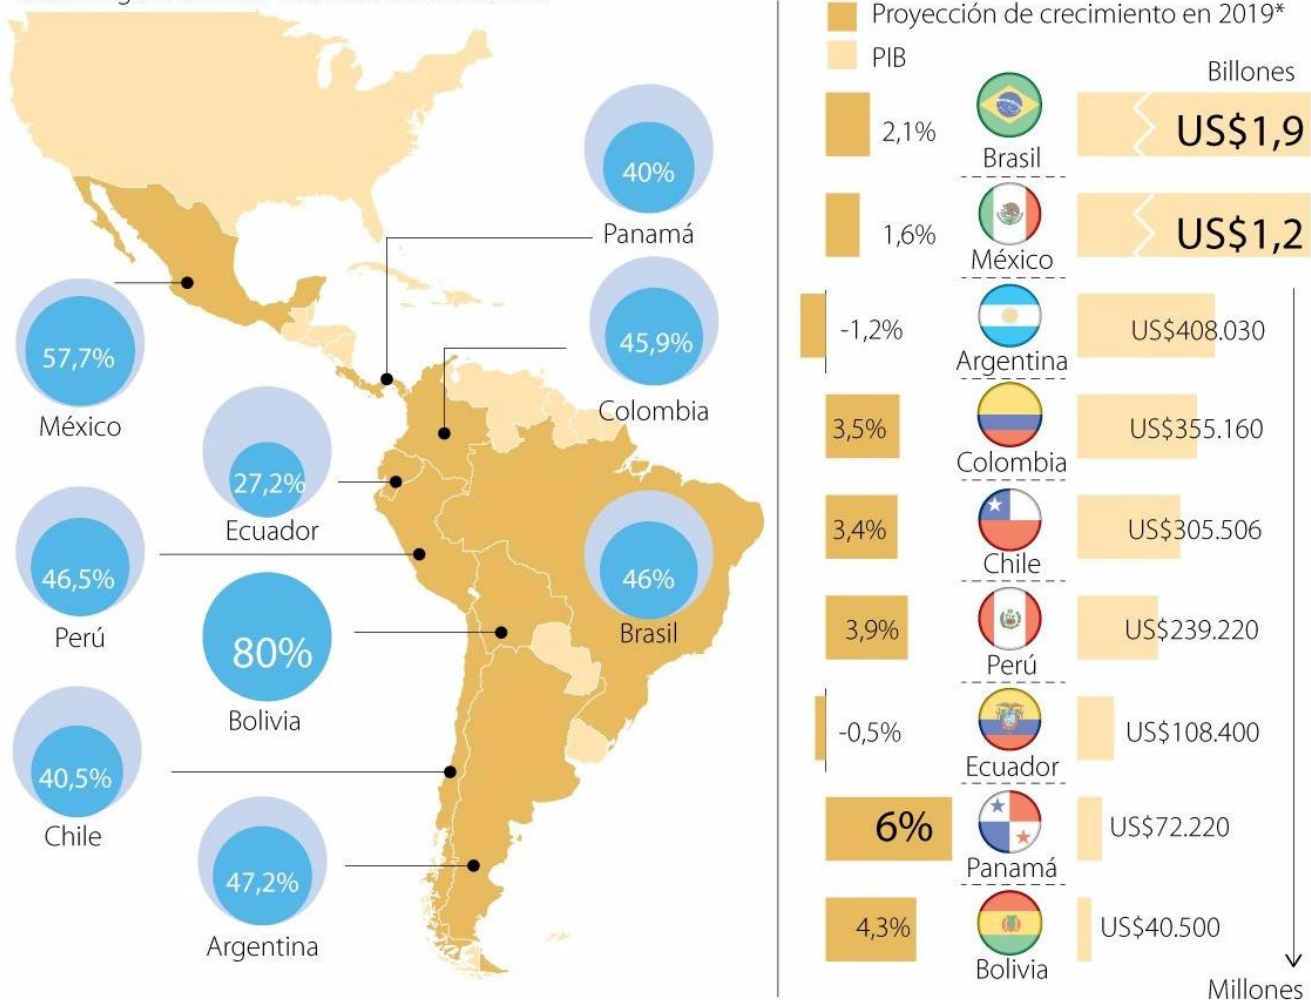 40%
Panamá
57,7%
México
45,9%
Colombia
27,2%
Ecuador
46,5%
Perú
46%
Brasil
80%
Bolivia
40,5%
Chile
47,2%
Argentina
Proyección de crecimiento en 2019*
PIB
Billones
2,1%
Brasil
US$1,9
1,6%
México
US$1,2
-1,2%
Argentina
US$408.030
3,5%
Colombia
US$355.160
3,4%
Chile
US$305.506
3,9%
Perú
US$239.220
-0,5%
Ecuador
US$108.400
6%
Panamá
US$72.220
4,3%
Bolivia
US$40.500
Millones